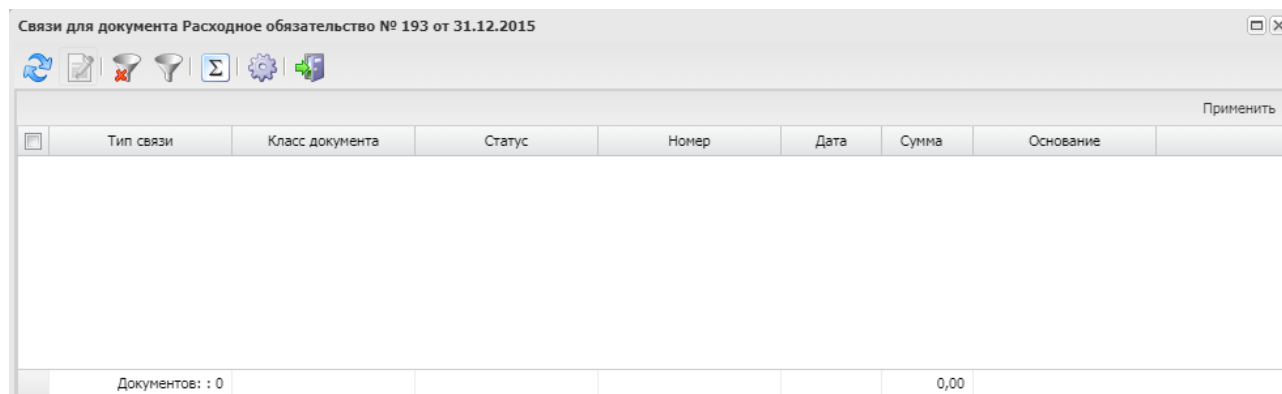 Связи для документа Расходное обязательство № 193 от 31.12.2015
Σ
Применить
Тип связи Класс документа Статус Номер Дата Сумма Основание
Документов: : 0 0,00